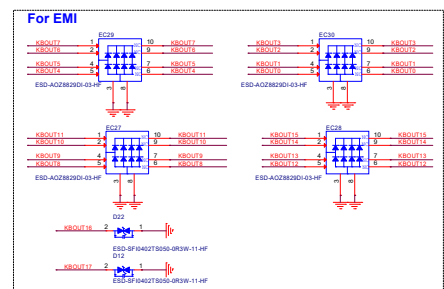 For EMI
EC29
KBOUT7 1 10 KBOUT7
KBOUT6 2 9 KBOUT6
KBOUT5 4 7 KBOUT5
KBOUT4 5 6 KBOUT4
3 8
ESD-AOZ8829DI-03-HF
EC30
KBOUT3 1 10 KBOUT3
KBOUT2 2 9 KBOUT2
KBOUT1 4 7 KBOUT1
KBOUT0 5 6 KBOUT0
3 8
ESD-AOZ8829DI-03-HF
EC27
KBOUT11 1 10 KBOUT11
KBOUT10 2 9 KBOUT10
KBOUT9 4 7 KBOUT9
KBOUT8 5 6 KBOUT8
3 8
ESD-AOZ8829DI-03-HF
EC28
KBOUT15 1 10 KBOUT15
KBOUT14 2 9 KBOUT14
KBOUT13 4 7 KBOUT13
KBOUT12 5 6 KBOUT12
3 8
ESD-AOZ8829DI-03-HF
D22
KBOUT16 2 1
ESD-SFI0402TS050-0R3W-11-HF
D12
KBOUT17 2 1
ESD-SFI0402TS050-0R3W-11-HF